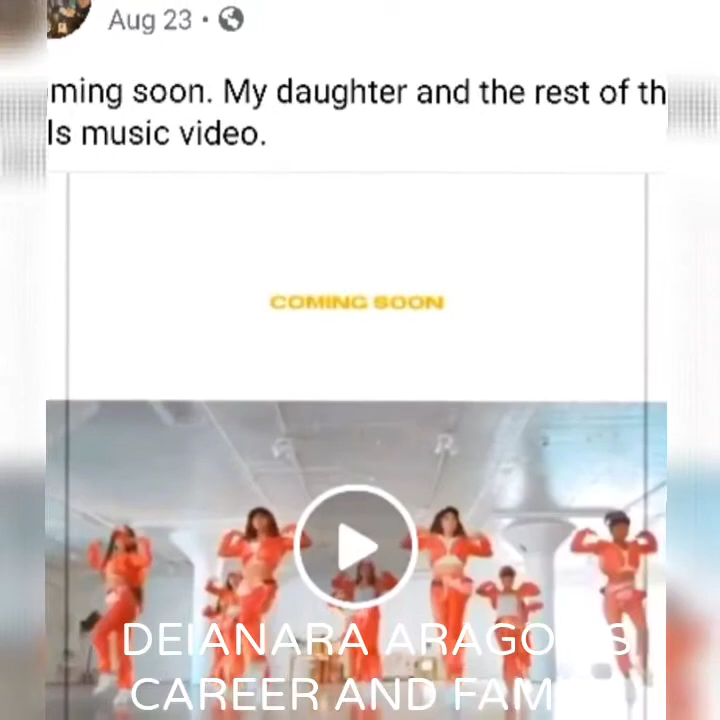 Aug 23 •
ming soon. My daughter and the rest of th
ls music video.
COMING SOON
DEIANARA ARAGO S
CAREER AND FAM